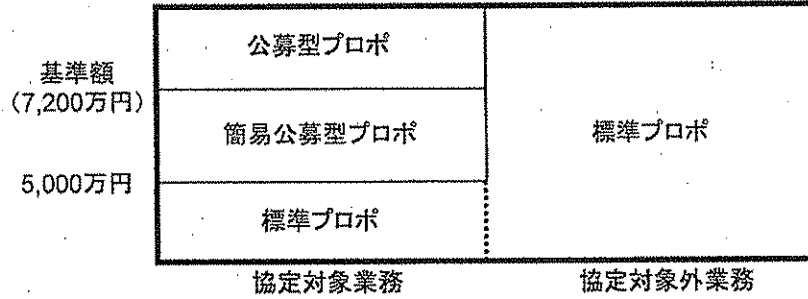 公募型プロポ
基準額
(7,200万円)
簡易公募型プロポ
標準プロポ
5,000万円
標準プロポ
協定対象業務
協定対象外業務